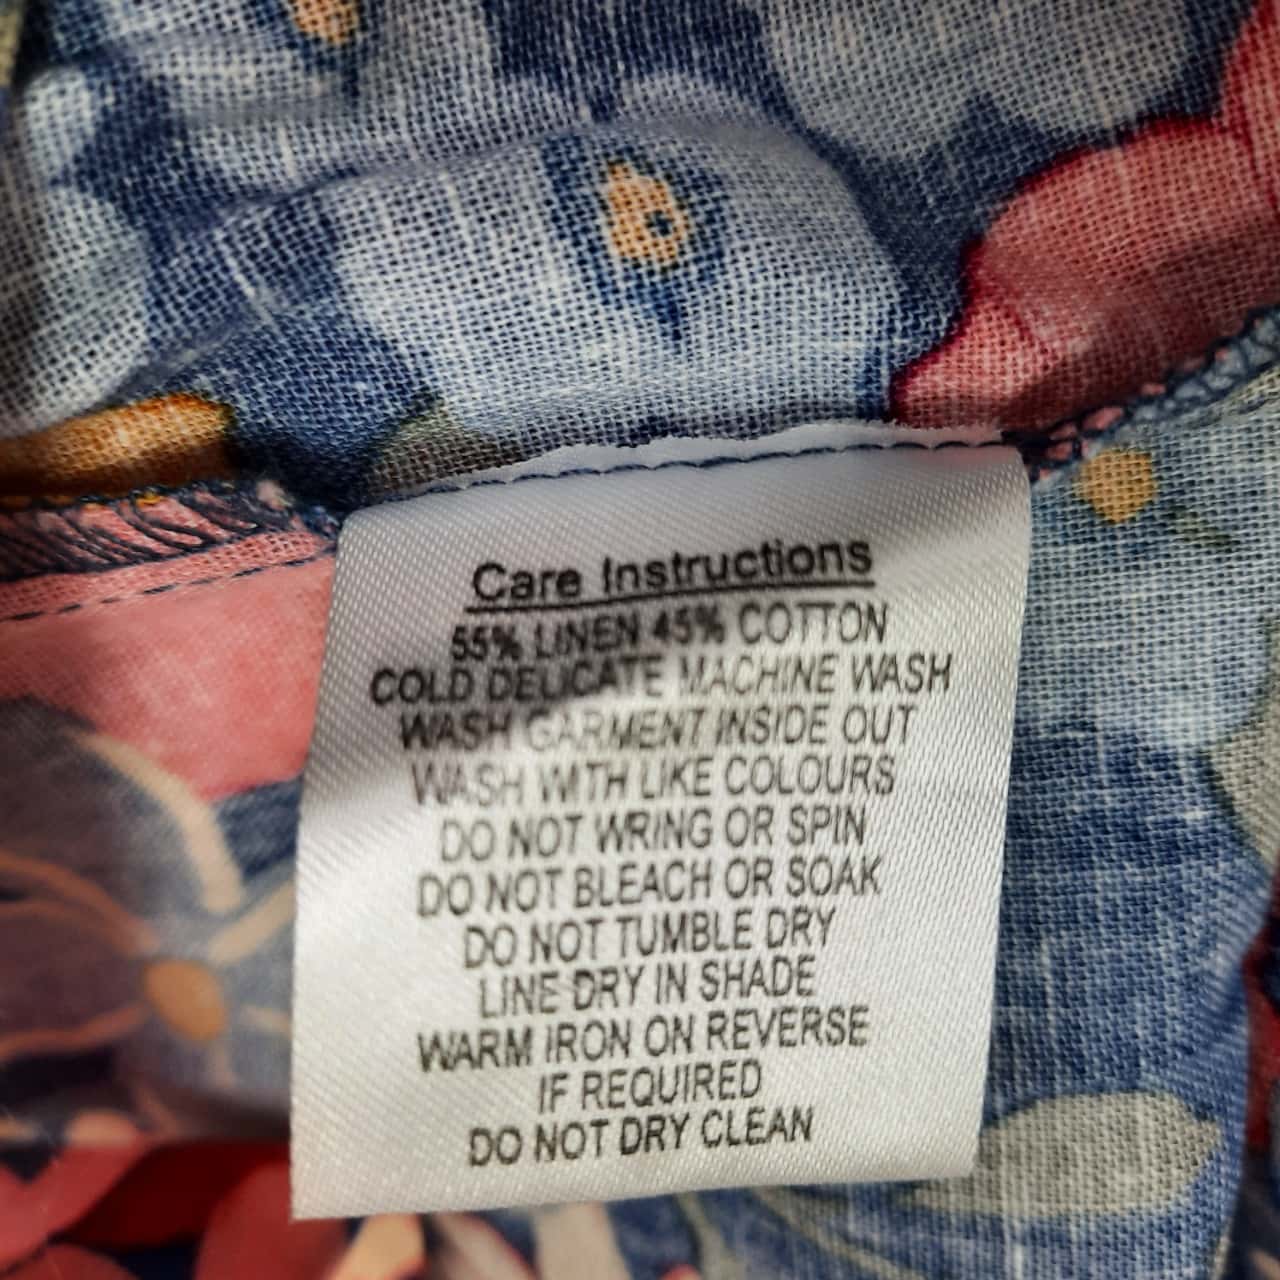 Care Instructions
55% LINEN 45% COTTON
COLD DELICATE MACHINE WASH
WASH GARMENT INSIDE OUT
WASH WITH LIKE COLOURS
DO NOT WRING OR SPIN
DO NOT BLEACH OR SOAK
DO NOT TUMBLE DRY
LINE DRY IN SHADE
WARM IRON ON REVERSE
IF REQUIRED
DO NOT DRY CLEAN